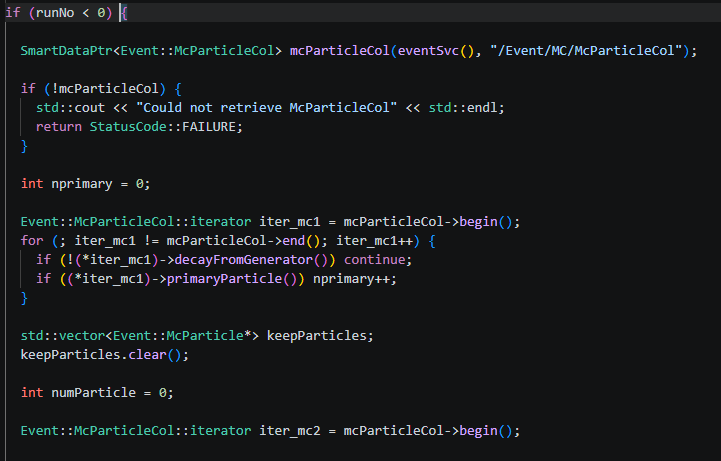 if (runNo < 0) {
SmartDataPtr<Event::McParticleCol> mcParticleCol(eventSvc(), "/Event/MC/McParticleCol");
if (!mcParticleCol) {
std::cout << "Could not retrieve McParticleCol" << std::endl;
return StatusCode::FAILURE;
}
int nprimary = 0;
Event::McParticleCol::iterator iter_mc1 = mcParticleCol->begin();
for (; iter_mc1 != mcParticleCol->end(); iter_mc1++) {
if (!(*iter_mc1)->decayFromGenerator()) continue;
if ((*iter_mc1)->primaryParticle()) nprimary++;
}
std::vector<Event::McParticle*> keepParticles;
keepParticles.clear();
int numParticle = 0;
Event::McParticleCol::iterator iter_mc2 = mcParticleCol->begin();